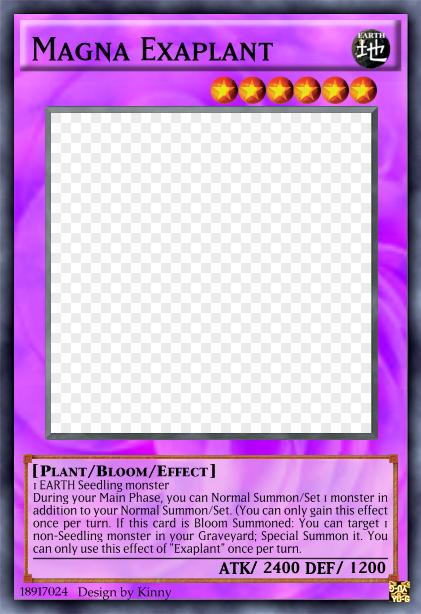 Magna Exaplant
EARTH
地
[Plant/Bloom/Effect]
1 EARTH Seedling monster
During your Main Phase, you can Normal Summon/Set 1 monster in
addition to your Normal Summon/Set. (You can only gain this effect
once per turn. If this card is Bloom Summoned: You can target 1
non-Seedling monster in your Graveyard; Special Summon it. You
can only use this effect of "Exaplant" once per turn.
ATK/ 2400 DEF/ 1200
18917024 Design by Kinny